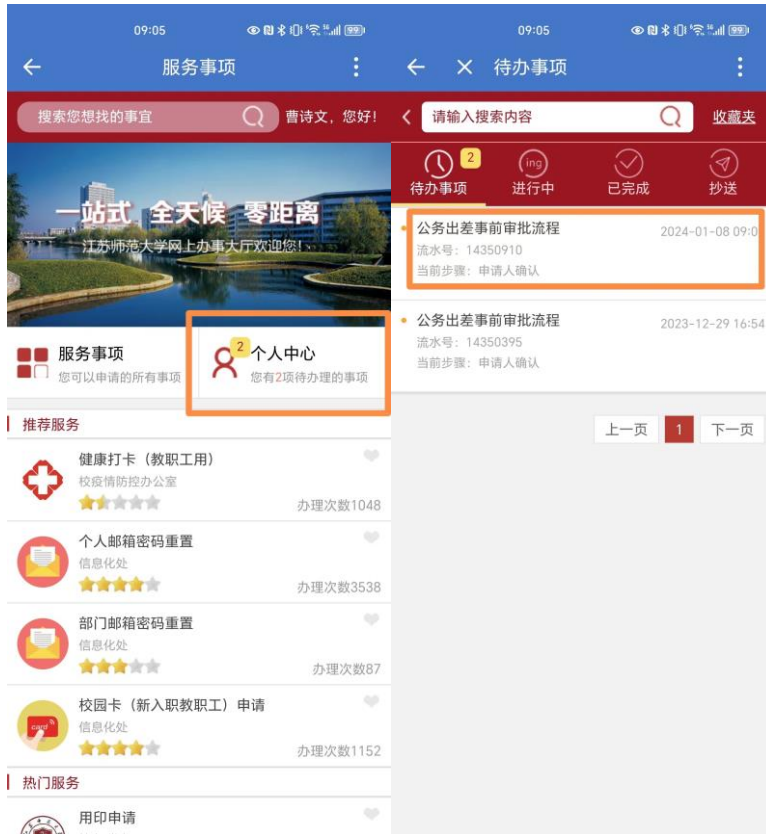 09:05
99
服务事项
搜索您想找的事宜
曹诗文，您好!
一站式 全天候 零距离
江苏师范大学网上办事大厅欢迎您!
服务事项
您可以申请的所有事项
2
个人中心
您有2项待办理的事项
推荐服务
健康打卡（教职工用）
校疫情防控办公室
办理次数1048
个人邮箱密码重置
信息化处
办理次数3538
部门邮箱密码重置
信息化处
办理次数87
card
校园卡（新入职教职工）申请
信息化处
办理次数1152
热门服务
用印申请
09:05
99
待办事项
请输入搜索内容
收藏夹
2
ing
待办事项
进行中
已完成
抄送
公务出差事前审批流程
2024-01-08 09:0
流水号：14350910
当前步骤：申请人确认
公务出差事前审批流程
2023-12-29 16:54
流水号：14350395
当前步骤：申请人确认
上一页
1
下一页